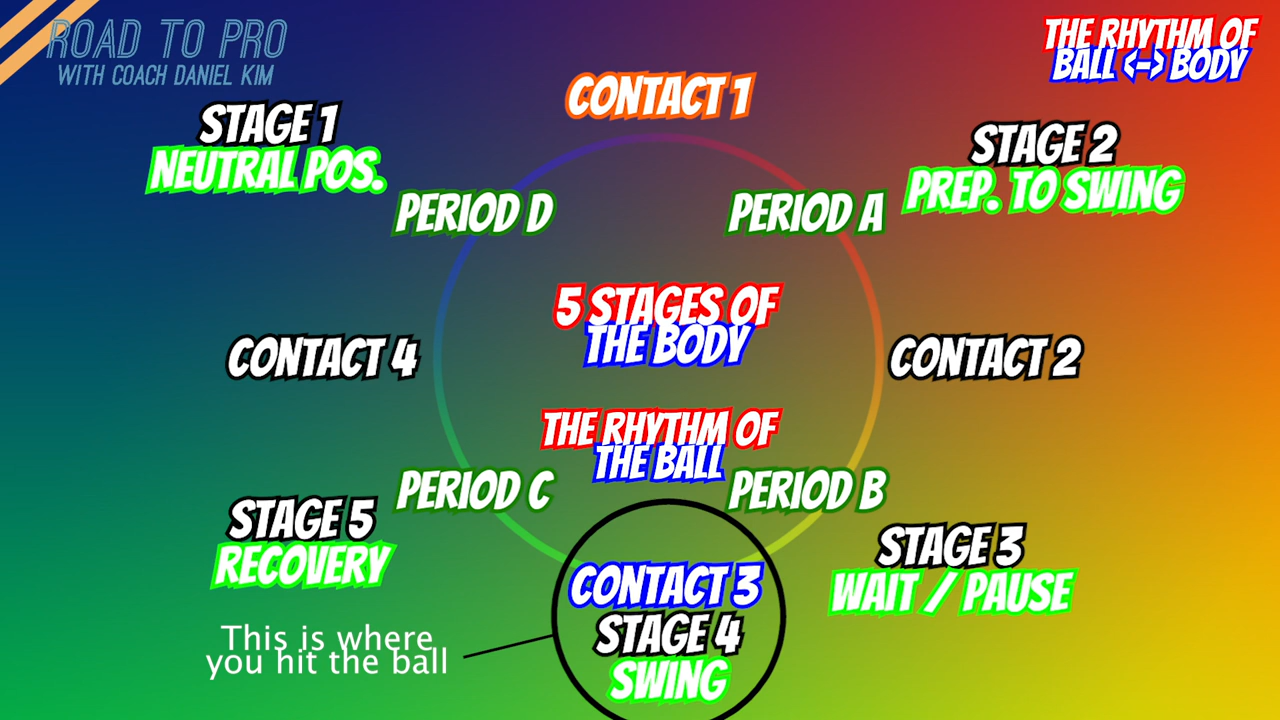 ROAD TO PRO
WITH COACH DANIEL KIM
THE RHYTHM OF
BALL <-> BODY
CONTACT 1
STAGE 1
NEUTRAL POS.
STAGE 2
PREP. TO SWING
PERIOD D
PERIOD A
5 STAGES OF
THE BODY
CONTACT 4
CONTACT 2
THE RHYTHM OF
THE BALL
PERIOD C
PERIOD B
STAGE 5
RECOVERY
STAGE 3
WAIT / PAUSE
CONTACT 3
STAGE 4
SWING
This is where
you hit the ball